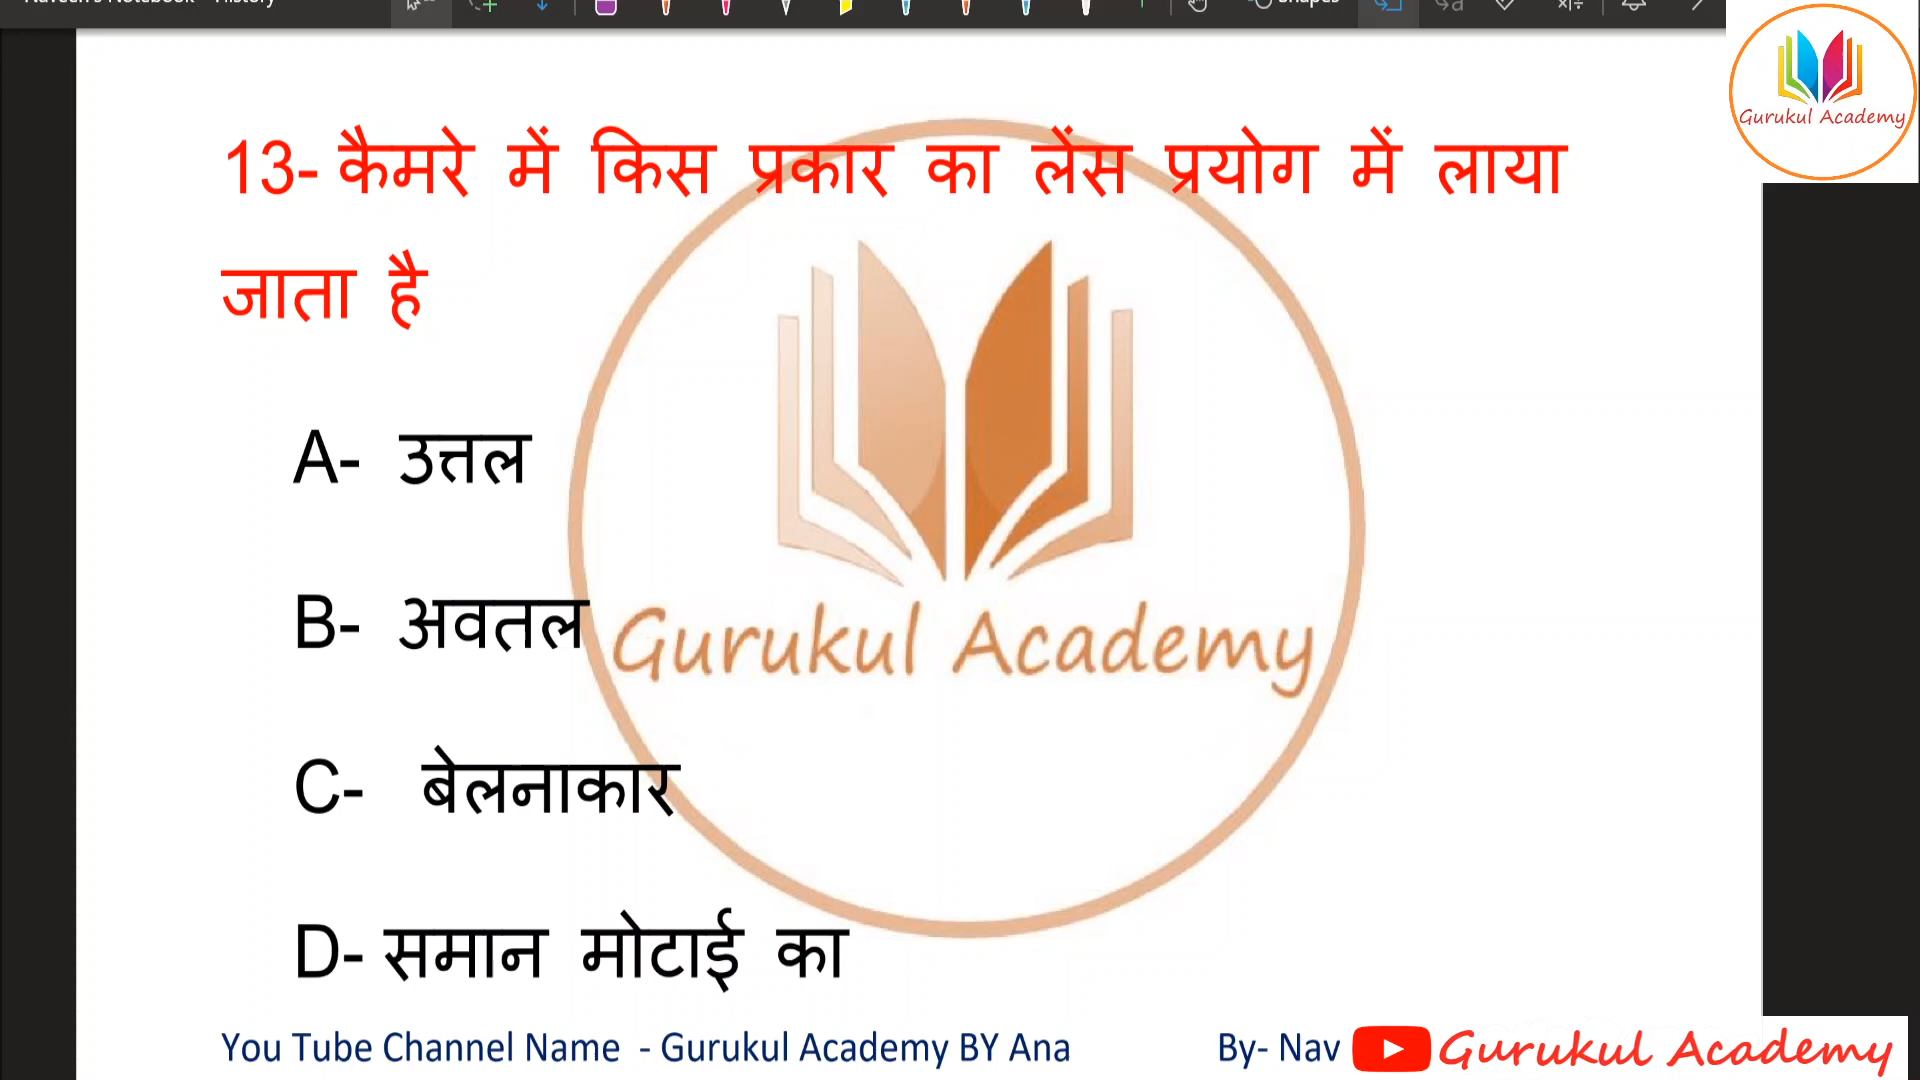 Gurukul Academy
13- कैमरे में किस प्रकार का लेंस प्रयोग में लाया
जाता है
A- उत्तल
B- अवतल
Gurukul Academy
C- बेलनाकार
D- समान मोटाई का
You Tube Channel Name - Gurukul Academy BY Ana By- Nav Gurukul Academy